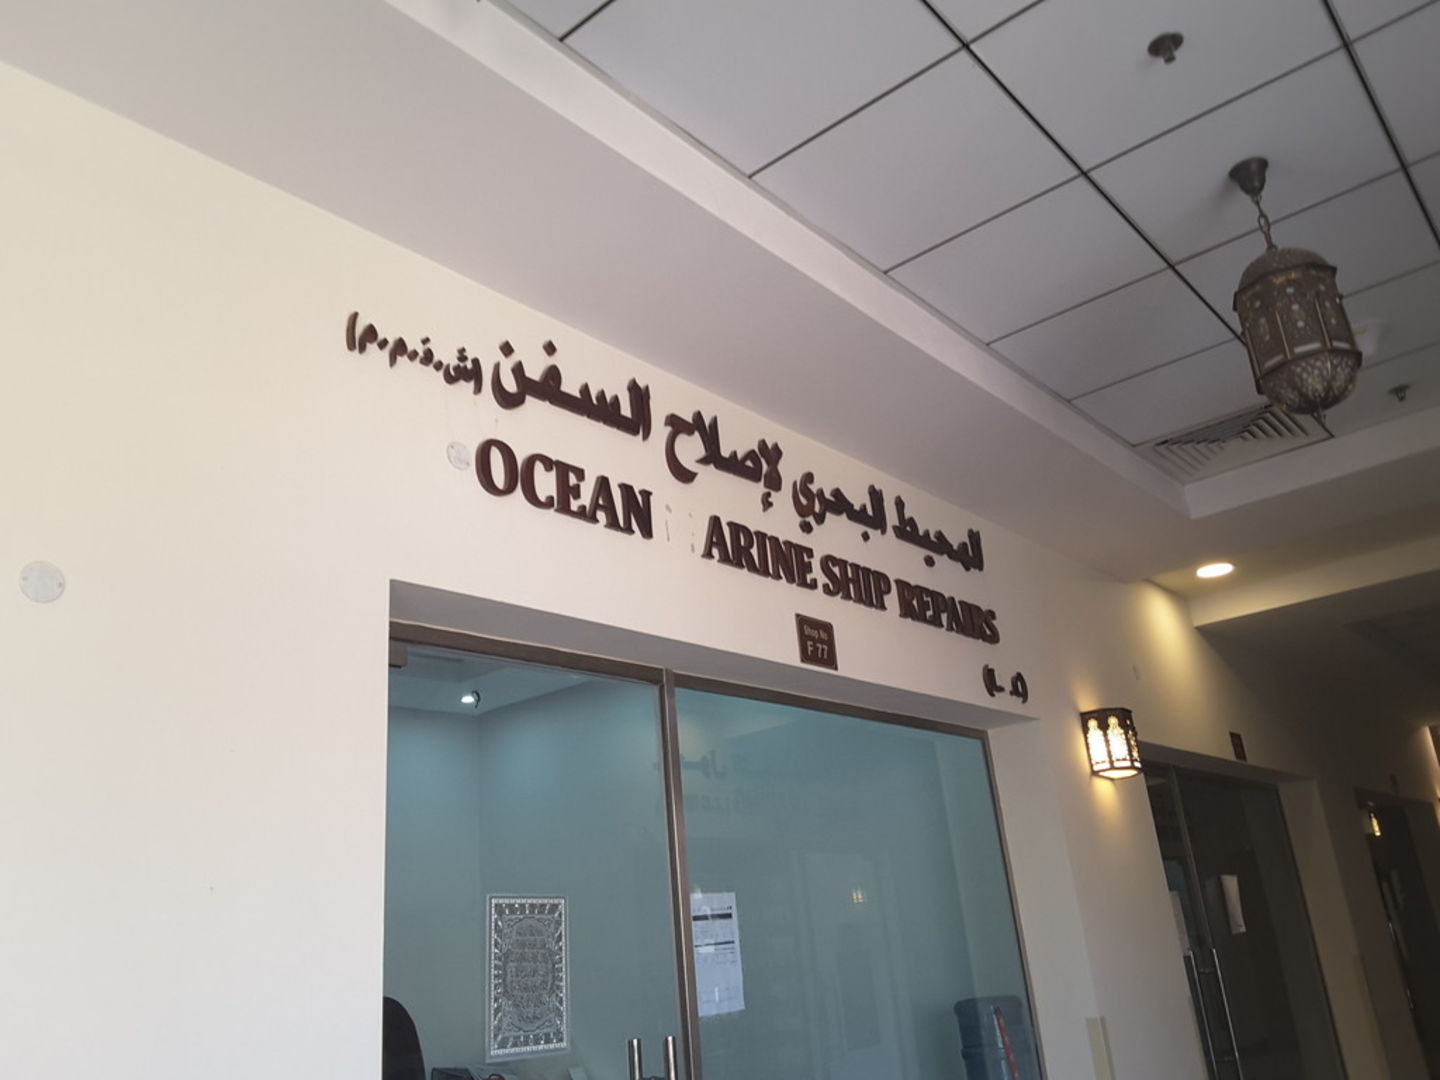 المحيط البحري لإصلاح السفن (ش.ذ.م.م)
OCEAN ARINE SHIP REPAIRS
Shop No
F 77